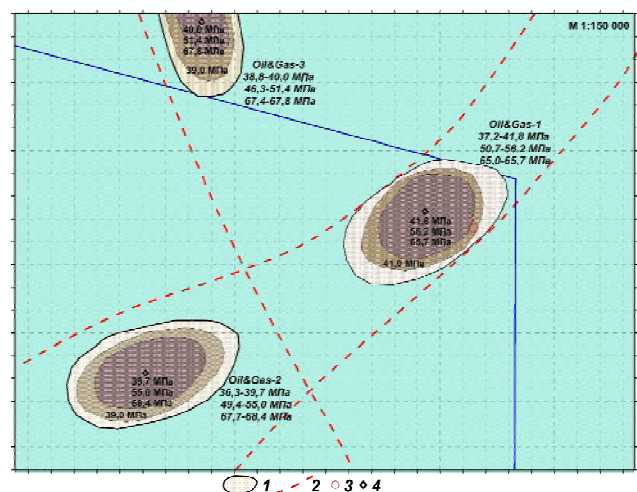 М 1:150 000
40,0 МПа
51,4 МПа
67,8 МПа
39,0 МПа
Oil&Gas-3
38,8-40,0 МПа
46,3-51,4 МПа
67,4-67,8 МПа
Oil&Gas-1
37,2-41,8 МПа
50,7-56,2 МПа
65,0-65,7 МПа
41,8 МПа
56,2 МПа
65,7 МПа
41,0 МПа
39,7 МПа
55,0 МПа
68,4 МПа
39,0 МПа
Oil&Gas-2
36,3-39,7 МПа
49,4-55,0 МПа
67,7-68,4 МПа
1 2 3 4